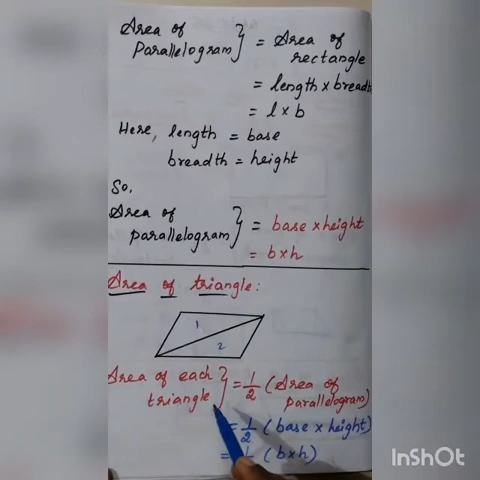 Area of
Parallelogram } = Area of
rectangle
= length x breadth
= l x b
Here, length = base
breadth = height
So,
Area of
parallelogram } = base x height
= b x h
Area of triangle:
1
2
Area of each
triangle } = 1/2 (Area of
parallelogram)
= 1/2 (base x height)
= 1/2 (b x h)
InShOt